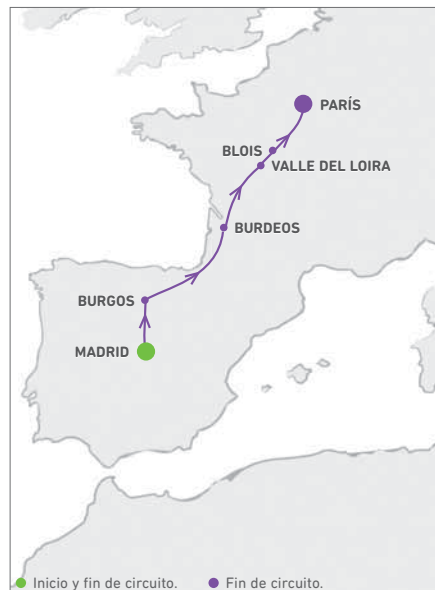 PARÍS
BLOIS
VALLE DEL LOIRA
BURDEOS
BURGOS
MADRID
Inicio y fin de circuito.
Fin de circuito.